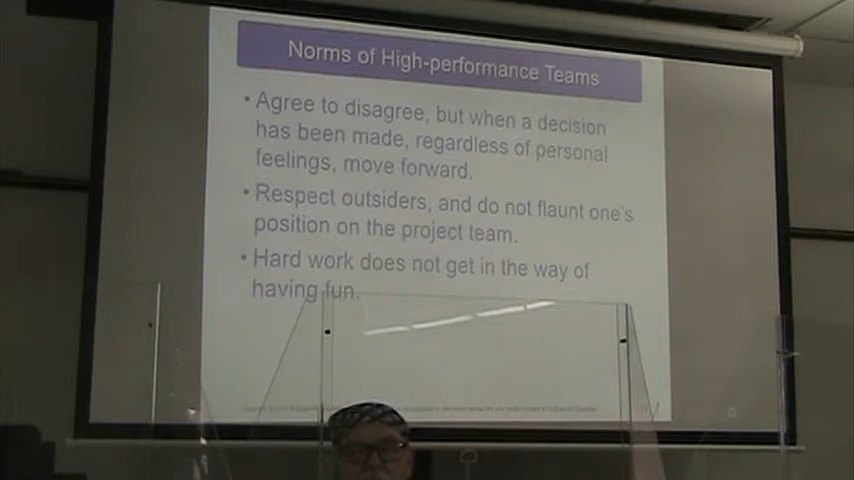 Norms of High-performance Teams
• Agree to disagree, but when a decision
has been made, regardless of personal
feelings, move forward.
• Respect outsiders, and do not flaunt one's
position on the project team.
• Hard work does not get in the way of
having fun.